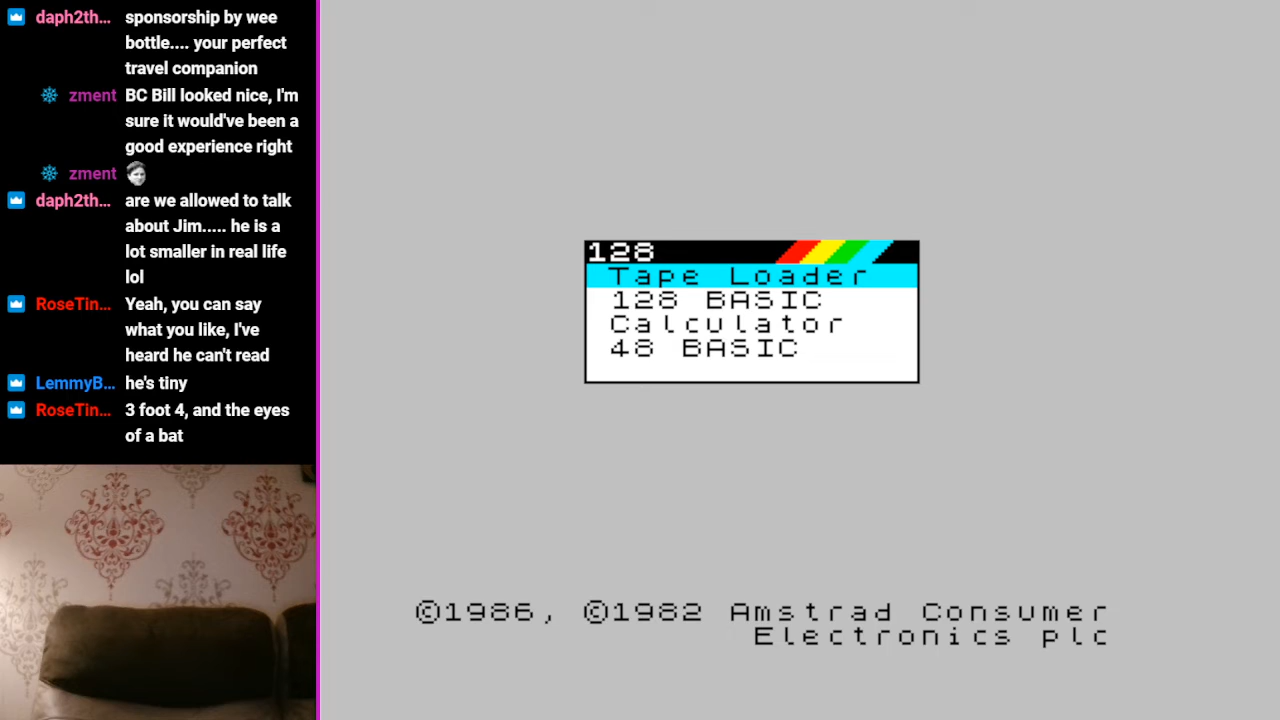 daph2th... sponsorship by wee
bottle.... your perfect
travel companion
zment BC Bill looked nice, I'm
sure it would've been a
good experience right
zment
daph2th... are we allowed to talk
about Jim..... he is a
lot smaller in real life
lol
RoseTin... Yeah, you can say
what you like, I've
heard he can't read
LemmyB... he's tiny
RoseTin... 3 foot 4, and the eyes
of a bat
128
Tape Loader
128 BASIC
Calculator
48 BASIC
©1986, ©1982 Amstrad Consumer
Electronics plc